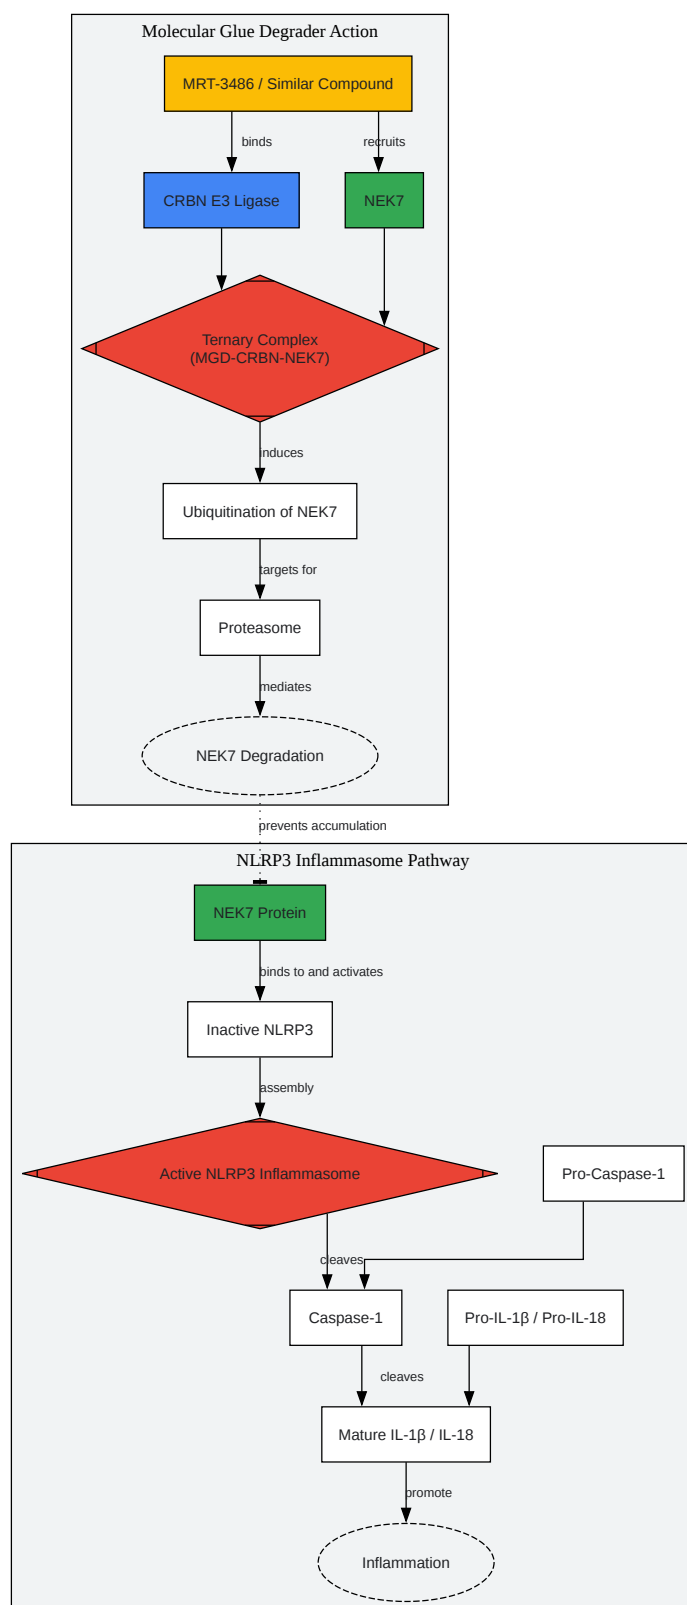 Molecular Glue Degrader Action
MRT-3486 / Similar Compound
binds
recruits
CRBN E3 Ligase
NEK7
Ternary Complex
(MGD-CRBN-NEK7)
induces
Ubiquitination of NEK7
targets for
Proteasome
mediates
NEK7 Degradation
prevents accumulation
NLRP3 Inflammasome Pathway
NEK7 Protein
binds to and activates
Inactive NLRP3
assembly
Active NLRP3 Inflammasome
Pro-Caspase-1
cleaves
Caspase-1
Pro-IL-1β / Pro-IL-18
cleaves
Mature IL-1β / IL-18
promote
Inflammation